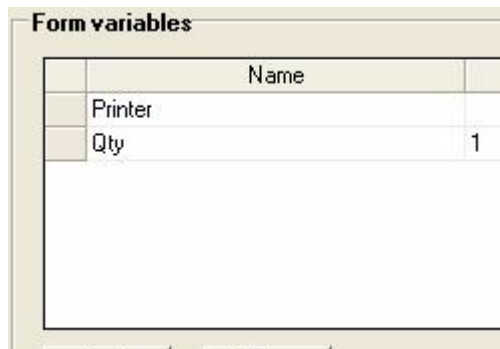 Form variables
Name
Printer
Qty 1